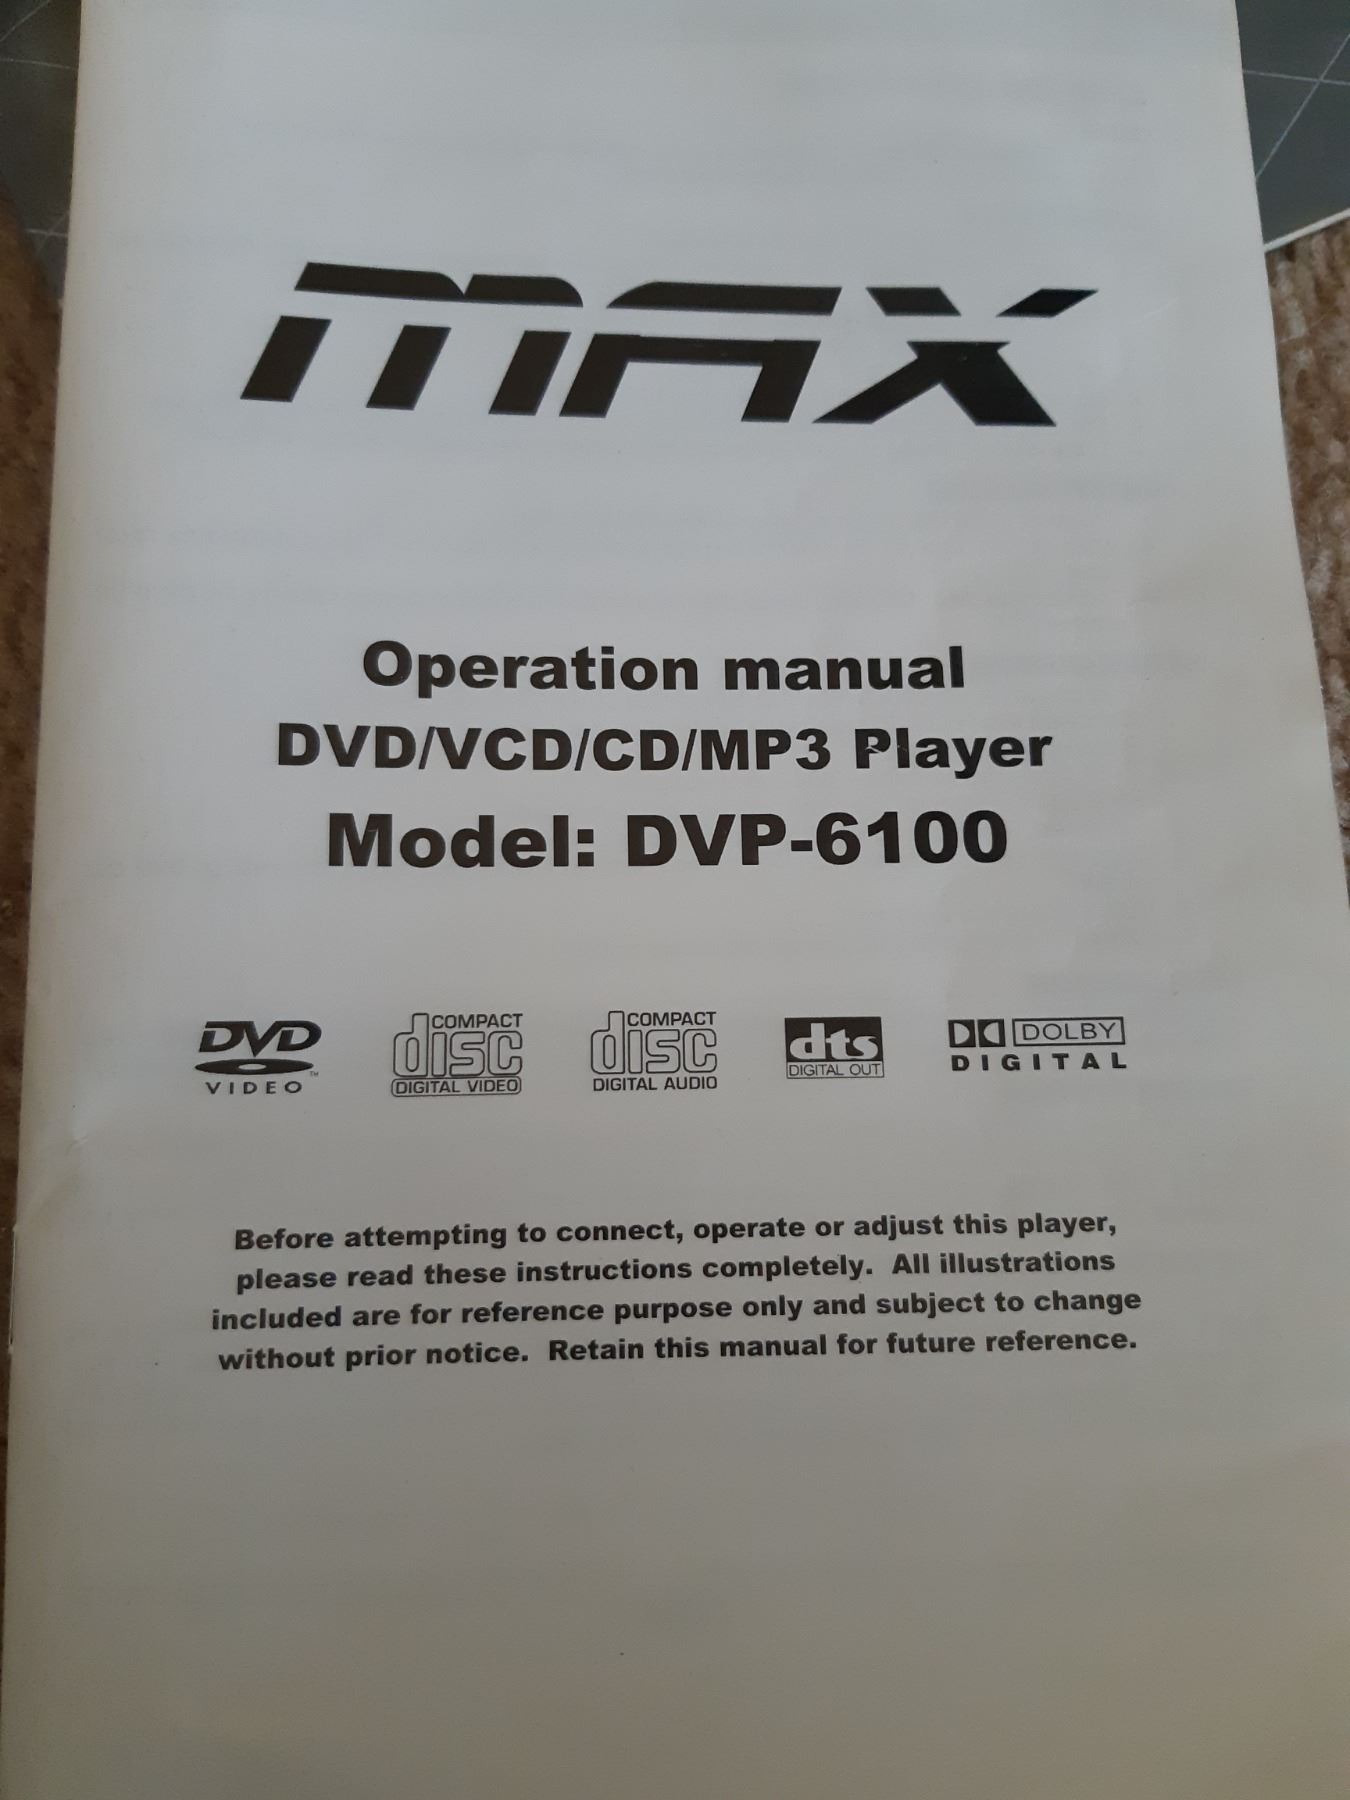 MAX
Operation manual
DVD/VCD/CD/MP3 Player
Model: DVP-6100
DVD
VIDEO
TM
COMPACT
disc
DIGITAL VIDEO
COMPACT
disc
DIGITAL AUDIO
dts
DIGITAL OUT
DOLBY
DIGITAL
Before attempting to connect, operate or adjust this player,
please read these instructions completely.  All illustrations
included are for reference purpose only and subject to change
without prior notice.  Retain this manual for future reference.